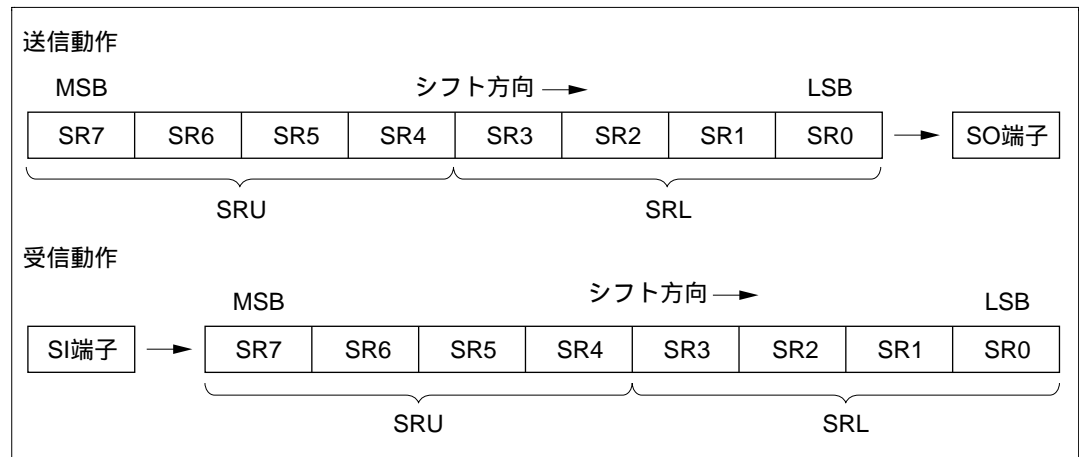 送信動作
MSB シフト方向 LSB
SR7 SR6 SR5 SR4 SR3 SR2 SR1 SR0 SO端子
SRU SRL
受信動作
MSB シフト方向 LSB
SI端子 SR7 SR6 SR5 SR4 SR3 SR2 SR1 SR0
SRU SRL